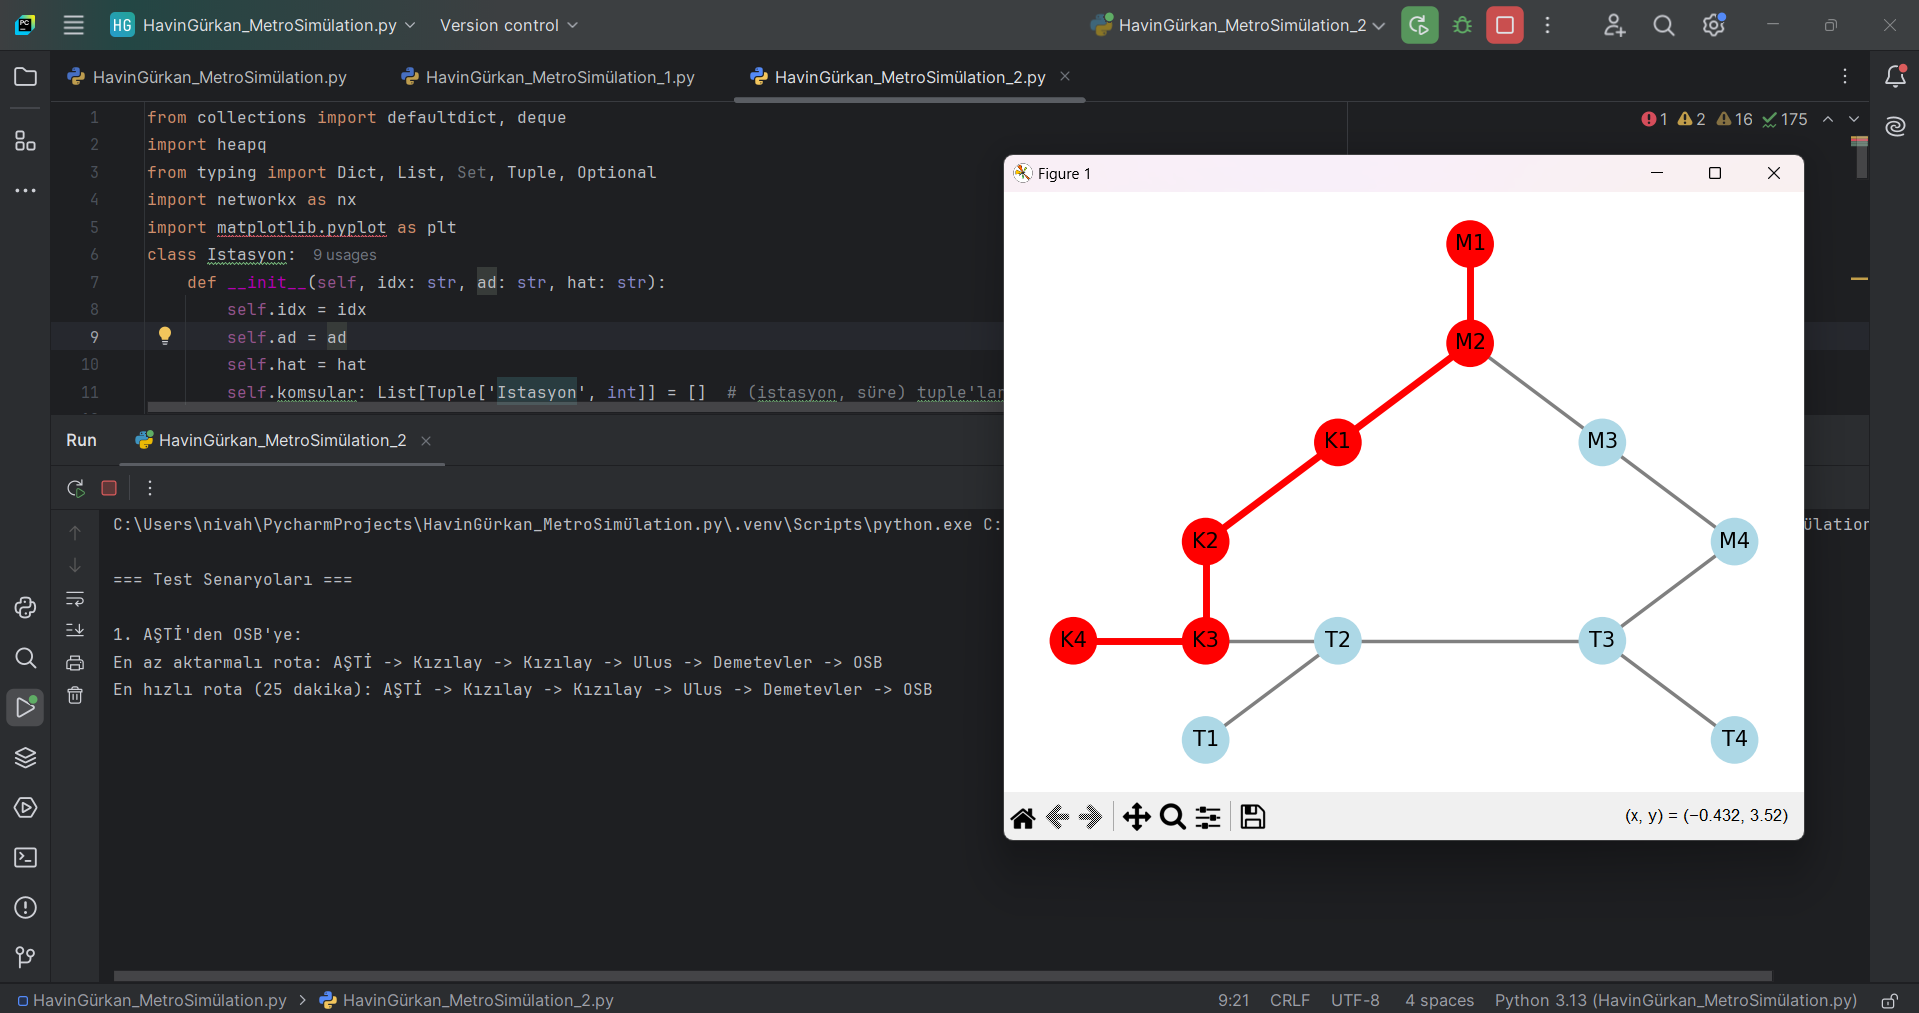 HG HavinGürkan_MetroSimülation.py Version control HavinGürkan_MetroSimülation_2
HavinGürkan_MetroSimülation.py HavinGürkan_MetroSimülation_1.py HavinGürkan_MetroSimülation_2.py
1 from collections import defaultdict, deque
1 2 16 175
2 import heapq
3 from typing import Dict, List, Set, Tuple, Optional
4 import networkx as nx
5 import matplotlib.pyplot as plt
6 class Istasyon: 9 usages
7 def __init__(self, idx: str, ad: str, hat: str):
8 self.idx = idx
9 self.ad = ad
10 self.hat = hat
11 self.komsular: List[Tuple['Istasyon', int]] = [] # (istasyon, süre) tuple'lar
Run HavinGürkan_MetroSimülation_2
C:\Users\nivah\PycharmProjects\HavinGürkan_MetroSimülation.py\.venv\Scripts\python.exe C:
ülation
=== Test Senaryoları ===
1. AŞTİ'den OSB'ye:
En az aktarmalı rota: AŞTİ -> Kızılay -> Kızılay -> Ulus -> Demetevler -> OSB
En hızlı rota (25 dakika): AŞTİ -> Kızılay -> Kızılay -> Ulus -> Demetevler -> OSB
Figure 1
M1
M2
K1 M3
K2 M4
K4 K3 T2 T3
T1 T4
(x, y) = (−0.432, 3.52)
HavinGürkan_MetroSimülation.py > HavinGürkan_MetroSimülation_2.py 9:21 CRLF UTF-8 4 spaces Python 3.13 (HavinGürkan_MetroSimülation.py)